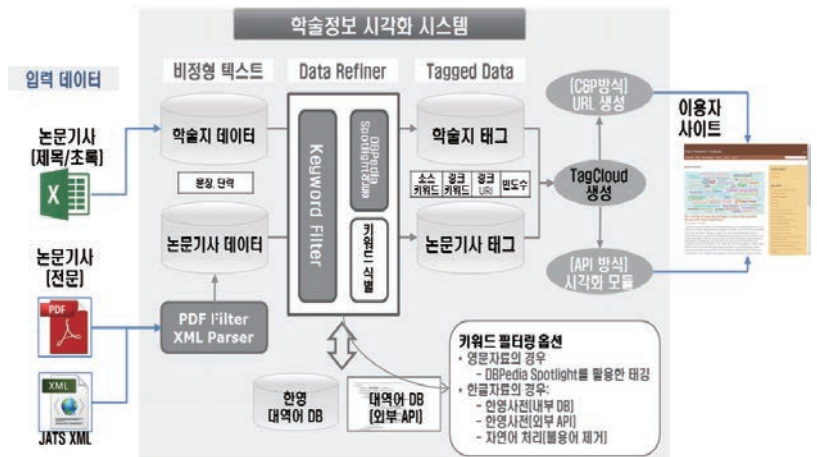 학술정보 시각화 시스템
입력 데이터
비정형 텍스트
Data Refiner
Tagged Data
논문기사
(제목/초록)
학술지 데이터
문장, 단락
논문기사 데이터
논문기사
(전문)
PDF
XML
JATS XML
PDF Filter
XML Parser
Keyword Filter
DBPedia
Spotlight
키워드 식별
학술지 태그
소스
키워드
링크
키워드
링크
URI
빈도수
논문기사 태그
TagCloud
생성
[C&P방식]
URL 생성
[API 방식]
시각화 모듈
이용자
사이트
한영
대역어 DB
대역어 DB
(외부 API)
키워드 필터링 옵션
• 영문자료의 경우
- DBPedia Spotlight를 활용한 태깅
• 한글자료의 경우:
- 한영사전(내부 DB)
- 한영사전(외부 API)
- 자연어 처리(불용어 제거)